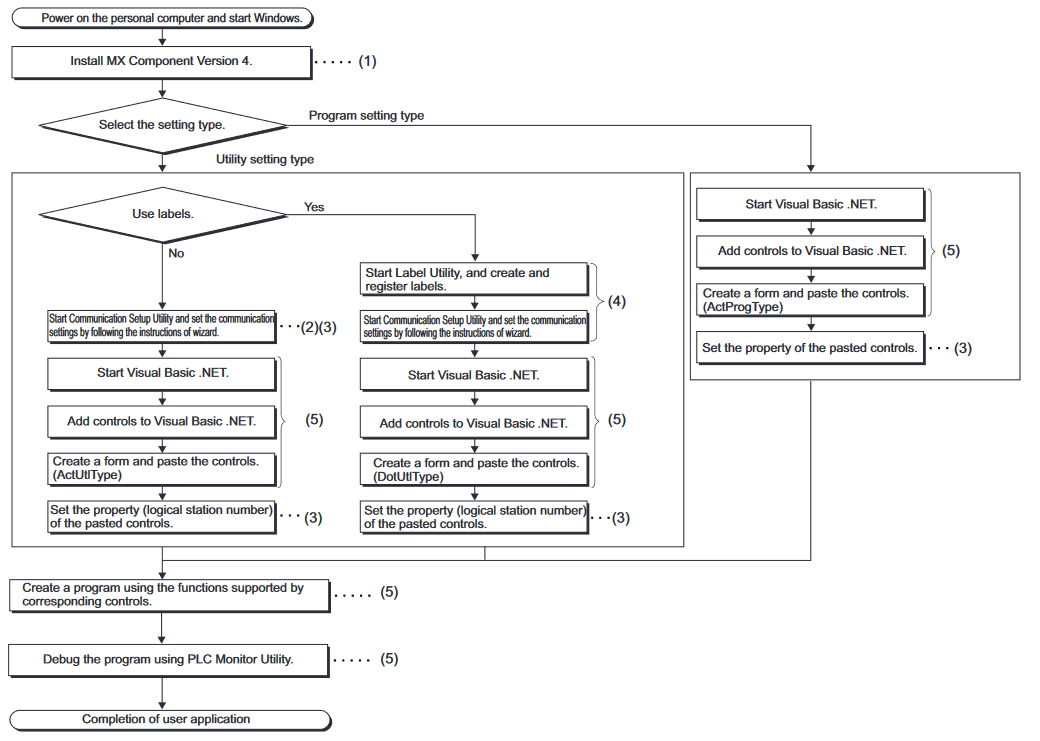 Power on the personal computer and start Windows.
Install MX Component Version 4.
(1)
Select the setting type.
Program setting type
Utility setting type
Use labels.
Yes
No
Start Communication Setup Utility and set the communication
settings by following the instructions of wizard.
(2)(3)
Start Visual Basic .NET.
Add controls to Visual Basic .NET.
(5)
Create a form and paste the controls.
(ActUtlType)
Set the property (logical station number)
of the pasted controls.
(3)
Start Label Utility, and create and
register labels.
(4)
Start Communication Setup Utility and set the communication
settings by following the instructions of wizard.
Start Visual Basic .NET.
Add controls to Visual Basic .NET.
(5)
Create a form and paste the controls.
(DotUtlType)
Set the property (logical station number)
of the pasted controls.
(3)
Start Visual Basic .NET.
Add controls to Visual Basic .NET.
(5)
Create a form and paste the controls.
(ActProgType)
Set the property of the pasted controls.
(3)
Create a program using the functions supported by
corresponding controls.
(5)
Debug the program using PLC Monitor Utility.
(5)
Completion of user application